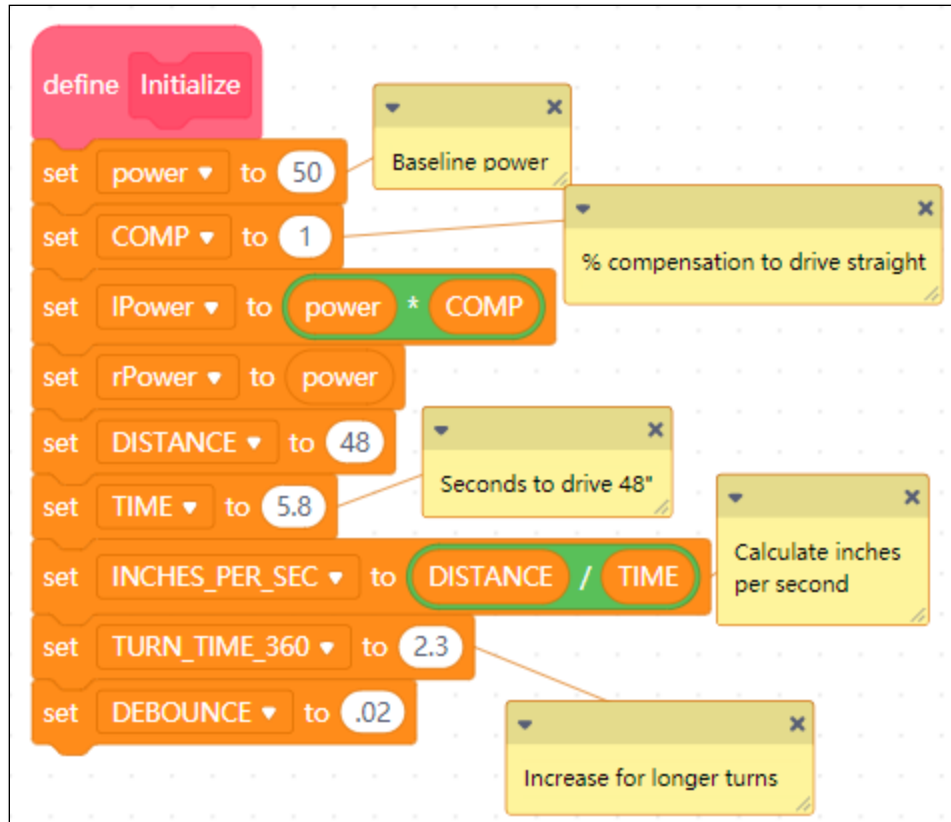 define Initialize
set power to 50
Baseline power
set COMP to 1
% compensation to drive straight
set lPower to power * COMP
set rPower to power
set DISTANCE to 48
Seconds to drive 48"
set TIME to 5.8
Calculate inches
per second
set INCHES_PER_SEC to DISTANCE / TIME
set TURN_TIME_360 to 2.3
set DEBOUNCE to .02
Increase for longer turns